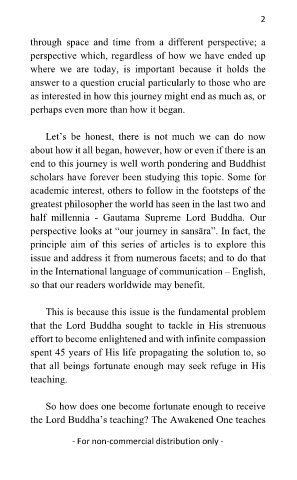 2
through space and time from a different perspective; a
perspective which, regardless of how we have ended up
where we are today, is important because it holds the
answer to a question crucial particularly to those who are
as interested in how this journey might end as much as, or
perhaps even more than how it began.
Let's be honest, there is not much we can do now
about how it all began, however, how or even if there is an
end to this journey is well worth pondering and Buddhist
scholars have forever been studying this topic. Some for
academic interest, others to follow in the footsteps of the
greatest philosopher the world has seen in the last two and
half millennia - Gautama Supreme Lord Buddha. Our
perspective looks at “our journey in sansāra”. In fact, the
principle aim of this series of articles is to explore this
issue and address it from numerous facets; and to do that
in the International language of communication – English,
so that our readers worldwide may benefit.
This is because this issue is the fundamental problem
that the Lord Buddha sought to tackle in His strenuous
effort to become enlightened and with infinite compassion
spent 45 years of His life propagating the solution to, so
that all beings fortunate enough may seek refuge in His
teaching.
So how does one become fortunate enough to receive
the Lord Buddha’s teaching? The Awakened One teaches
- For non-commercial distribution only -